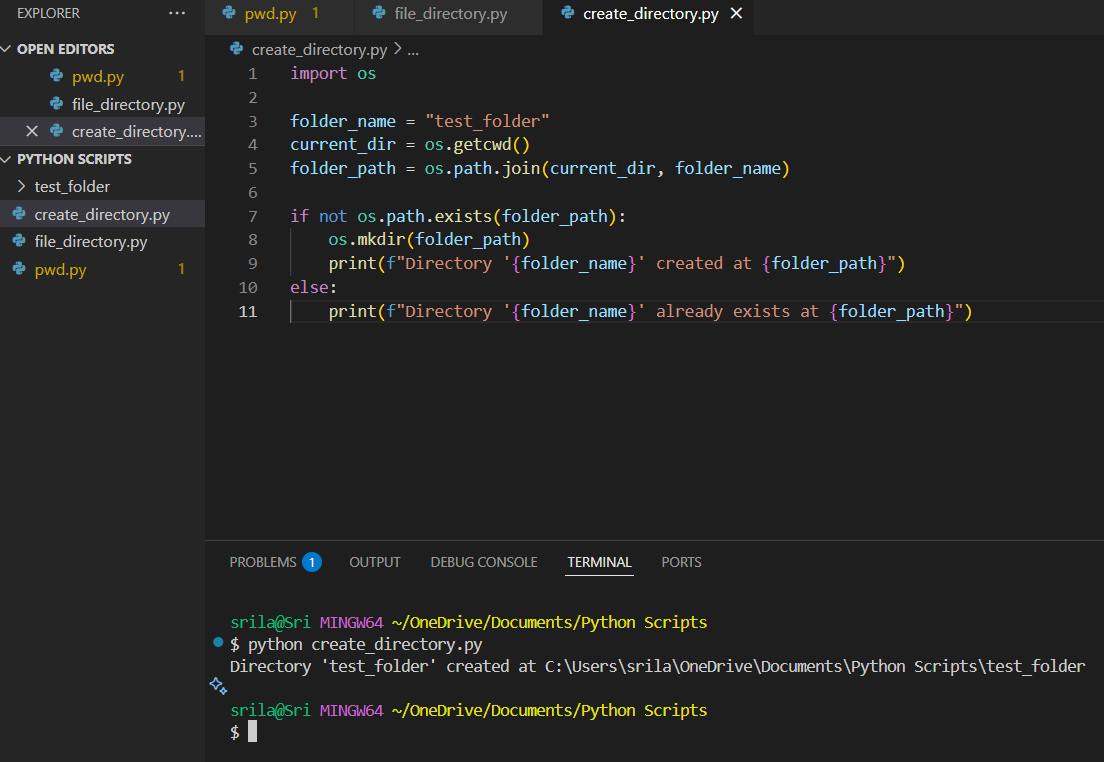 EXPLORER ...
OPEN EDITORS
pwd.py 1
file_directory.py
create_directory....
PYTHON SCRIPTS
test_folder
create_directory.py
file_directory.py
pwd.py 1
pwd.py 1 file_directory.py create_directory.py
create_directory.py > ...
1 import os
2
3 folder_name = "test_folder"
4 current_dir = os.getcwd()
5 folder_path = os.path.join(current_dir, folder_name)
6
7 if not os.path.exists(folder_path):
8     os.mkdir(folder_path)
9     print(f"Directory '{folder_name}' created at {folder_path}")
10 else:
11     print(f"Directory '{folder_name}' already exists at {folder_path}")
PROBLEMS 1 OUTPUT DEBUG CONSOLE TERMINAL PORTS
srila@Sri MINGW64 ~/OneDrive/Documents/Python Scripts
$ python create_directory.py
Directory 'test_folder' created at C:\Users\srila\OneDrive\Documents\Python Scripts\test_folder
srila@Sri MINGW64 ~/OneDrive/Documents/Python Scripts
$